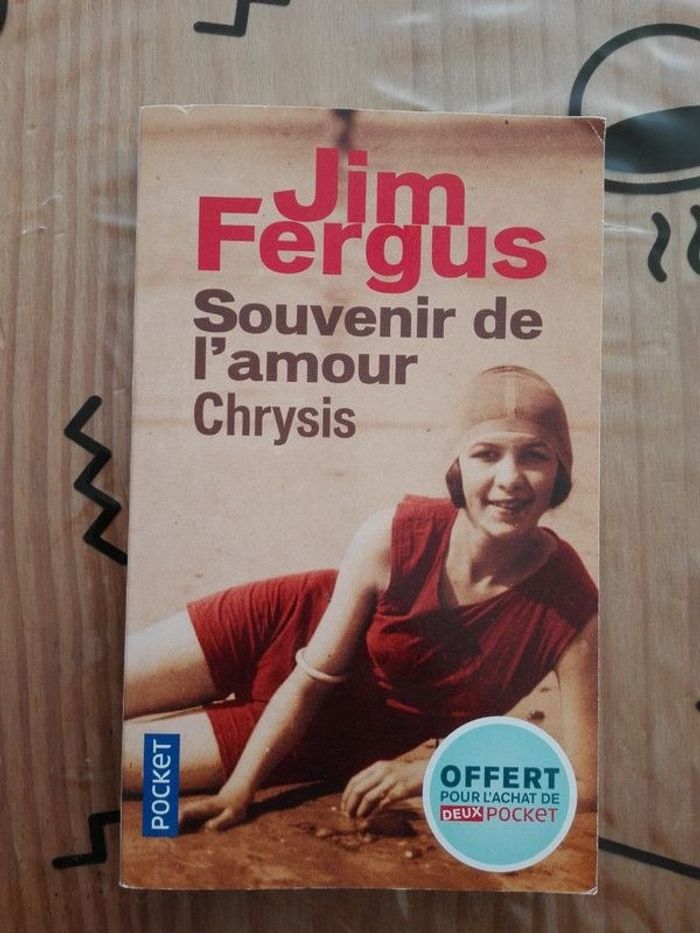 Jim
Fergus
Souvenir de
l'amour
Chrysis
POCKET
OFFERT
POUR L'ACHAT DE
DEUX POCKET